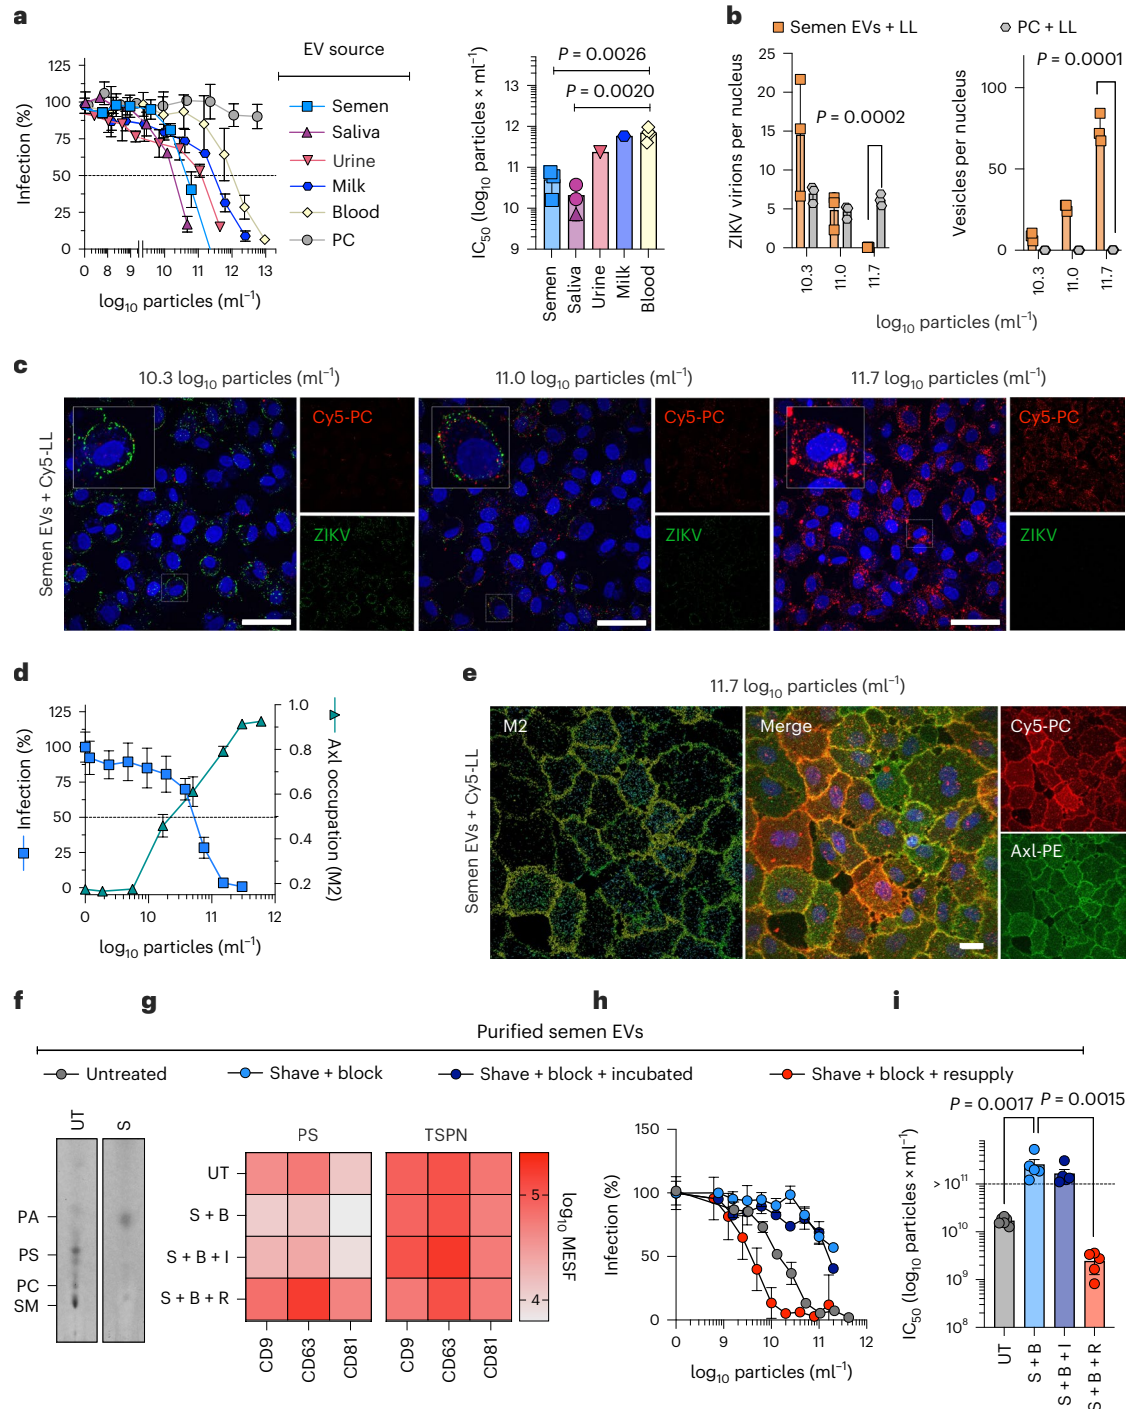 a
EV source
Infection (%)
125
100
75
50
25
0
0 8 9 10 11 12 13
log10 particles (ml−1)
Semen
Saliva
Urine
Milk
Blood
PC
P = 0.0026
P = 0.0020
IC50 (log10 particles × ml−1)
13
12
11
10
9
Semen
Saliva
Urine
Milk
Blood
b
Semen EVs + LL
PC + LL
ZIKV virions per nucleus
25
20
15
10
5
0
P = 0.0002
10.3
11.0
11.7
Vesicles per nucleus
100
50
0
P = 0.0001
10.3
11.0
11.7
log10 particles (ml−1)
c
10.3 log10 particles (ml−1)
11.0 log10 particles (ml−1)
11.7 log10 particles (ml−1)
Semen EVs + Cy5-LL
Cy5-PC
ZIKV
Cy5-PC
ZIKV
Cy5-PC
ZIKV
d
Infection (%)
125
100
75
50
25
0
0 10 11 12
log10 particles (ml−1)
1.0
0.8
0.6
0.4
0.2
Axl occupation (M2)
e
11.7 log10 particles (ml−1)
Semen EVs + Cy5-LL
M2
Merge
Cy5-PC
Axl-PE
f
g
h
i
Purified semen EVs
Untreated
Shave + block
Shave + block + incubated
Shave + block + resupply
UT
S
PA
PS
PC
SM
PS
TSPN
UT
S + B
S + B + I
S + B + R
CD9
CD63
CD81
CD9
CD63
CD81
5
4
log10 MESF
Infection (%)
150
100
50
0
0 9 10 11 12
log10 particles (ml−1)
P = 0.0017
P = 0.0015
IC50 (log10 particles × ml−1)
> 10^11
10^10
10^9
10^8
UT
S + B
S + B + I
S + B + R